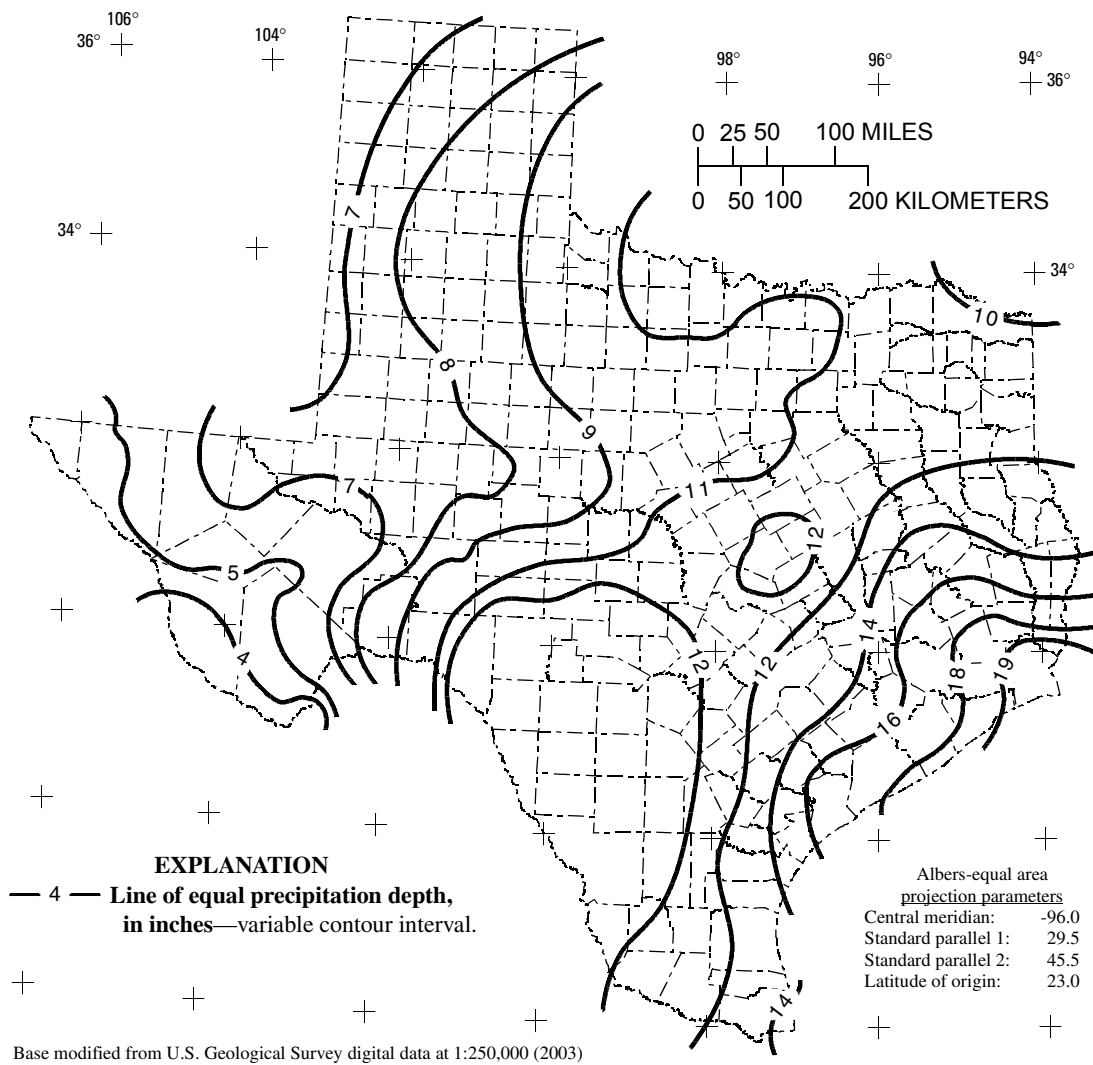 106°
36°
104°
98°
96°
94°
36°
0 25 50 100 MILES
0 50 100 200 KILOMETERS
7
34°
34°
10
8
9
7
11
12
5
14
4
12
12
18
19
16
EXPLANATION
4 Line of equal precipitation depth,
in inches—variable contour interval.
Albers-equal area
projection parameters
Central meridian: -96.0
Standard parallel 1: 29.5
Standard parallel 2: 45.5
Latitude of origin: 23.0
14
Base modified from U.S. Geological Survey digital data at 1:250,000 (2003)